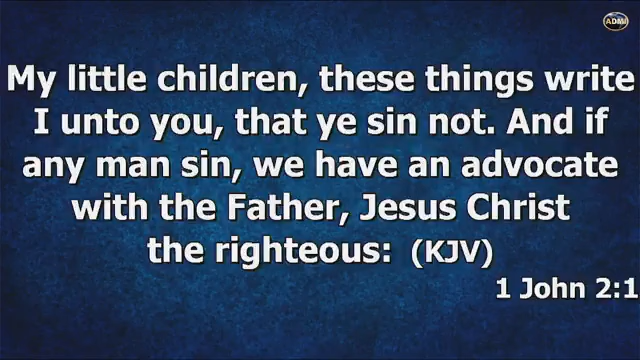 ADMI
My little children, these things write
I unto you, that ye sin not. And if
any man sin, we have an advocate
with the Father, Jesus Christ
the righteous: (KJV)
1 John 2:1